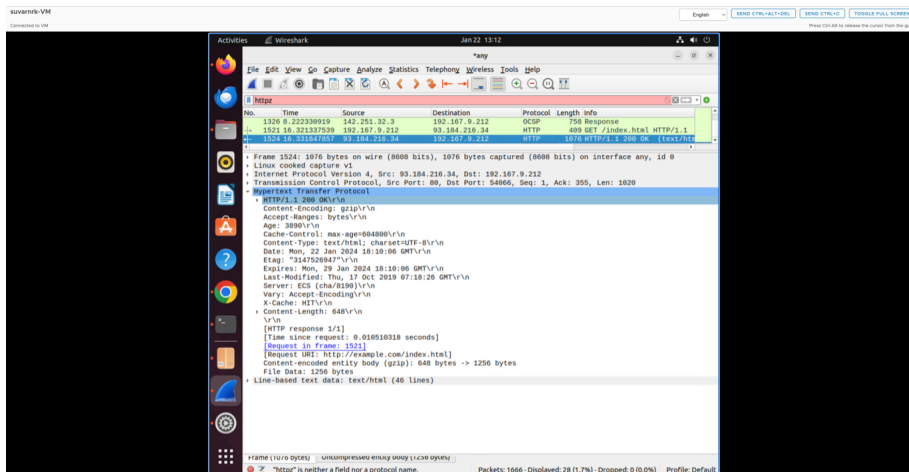 suvarnrk-VM
English
SEND CTRL+ALT+DEL
SEND CTRL+C
TOGGLE FULL SCREEN
Connected to VM
Press Ctrl-Alt to release the cursor from the gu
Activities
Wireshark
Jan 22 13:12
*any
File Edit View Go Capture Analyze Statistics Telephony Wireless Tools Help
httpz
No. Time Source Destination Protocol Length Info
1326 8.222330919 142.251.32.3 192.167.9.212 OCSP 758 Response
1521 16.321337539 192.167.9.212 93.184.216.34 HTTP 409 GET /index.html HTTP/1.1
1524 16.331847857 93.184.216.34 192.167.9.212 HTTP 1076 HTTP/1.1 200 OK (text/htm
Frame 1524: 1076 bytes on wire (8608 bits), 1076 bytes captured (8608 bits) on interface any, id 0
Linux cooked capture v1
Internet Protocol Version 4, Src: 93.184.216.34, Dst: 192.167.9.212
Transmission Control Protocol, Src Port: 80, Dst Port: 54066, Seq: 1, Ack: 355, Len: 1020
Hypertext Transfer Protocol
HTTP/1.1 200 OK\r\n
Content-Encoding: gzip\r\n
Accept-Ranges: bytes\r\n
Age: 3890\r\n
Cache-Control: max-age=604800\r\n
Content-Type: text/html; charset=UTF-8\r\n
Date: Mon, 22 Jan 2024 18:10:06 GMT\r\n
Etag: "3147526947"\r\n
Expires: Mon, 29 Jan 2024 18:10:06 GMT\r\n
Last-Modified: Thu, 17 Oct 2019 07:18:26 GMT\r\n
Server: ECS (cha/8190)\r\n
Vary: Accept-Encoding\r\n
X-Cache: HIT\r\n
Content-Length: 648\r\n
\r\n
[HTTP response 1/1]
[Time since request: 0.010510318 seconds]
[Request in frame: 1521]
[Request URI: http://example.com/index.html]
Content-encoded entity body (gzip): 648 bytes -> 1256 bytes
File Data: 1256 bytes
Line-based text data: text/html (46 lines)
Frame (1076 bytes) Uncompressed entity body (1256 bytes)
"httpz" is neither a field nor a protocol name.
Packets: 1666 · Displayed: 28 (1.7%) · Dropped: 0 (0.0%)
Profile: Default